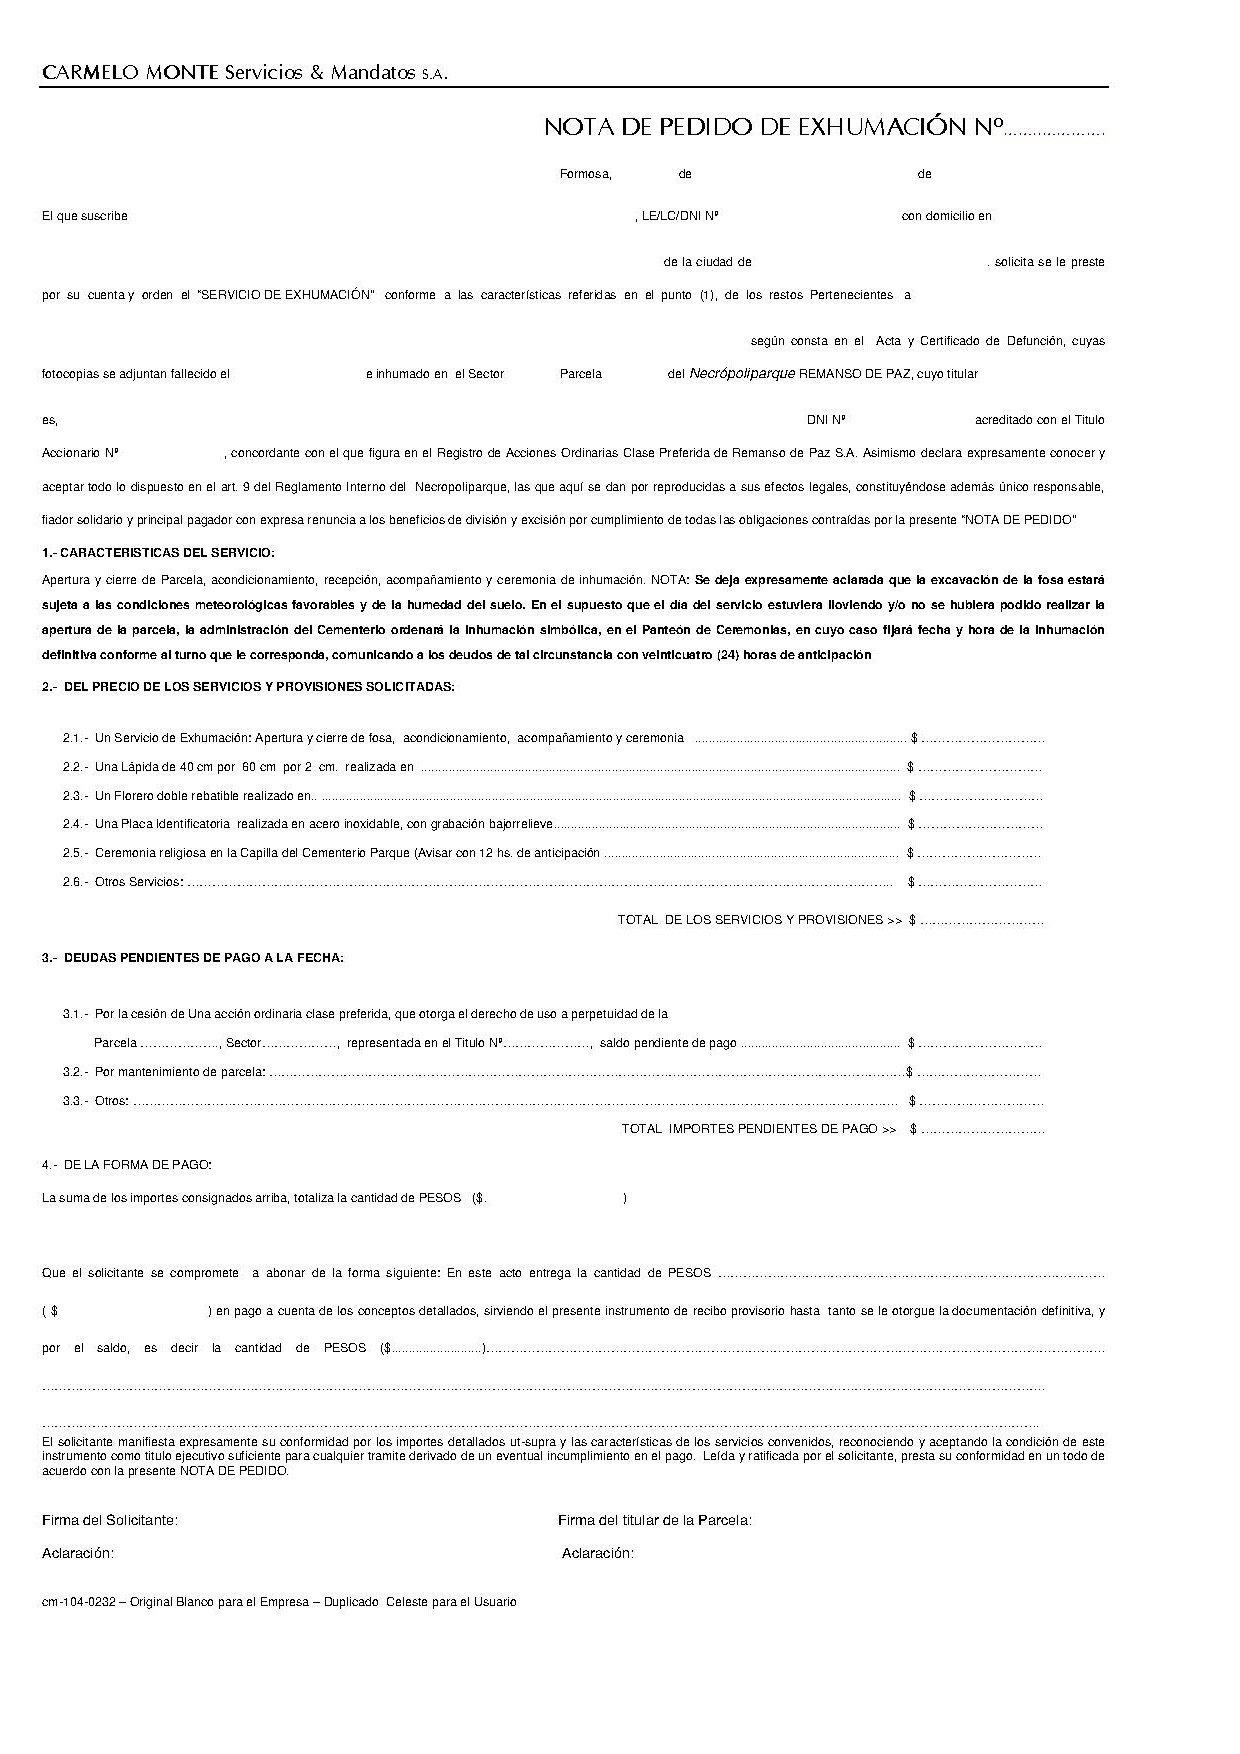 CARMELO MONTE Servicios & Mandatos S.A.
NOTA DE PEDIDO DE EXHUMACIÓN Nº.....................
Formosa, de de
El que suscribe , LE/LC/DNI Nº con domicilio en
de la ciudad de . solicita se le preste
por su cuenta y orden el “SERVICIO DE EXHUMACIÓN” conforme a las características referidas en el punto (1), de los restos Pertenecientes a
según consta en el Acta y Certificado de Defunción, cuyas
fotocopias se adjuntan fallecido el e inhumado en el Sector Parcela del Necrópoliparque REMANSO DE PAZ, cuyo titular
es, DNI Nº acreditado con el Titulo
Accionario Nº , concordante con el que figura en el Registro de Acciones Ordinarias Clase Preferida de Remanso de Paz S.A. Asimismo declara expresamente conocer y
aceptar todo lo dispuesto en el art. 9 del Reglamento Interno del Necropoliparque, las que aquí se dan por reproducidas a sus efectos legales, constituyéndose además único responsable,
fiador solidario y principal pagador con expresa renuncia a los beneficios de división y excisión por cumplimiento de todas las obligaciones contraídas por la presente “NOTA DE PEDIDO”
1.- CARACTERISTICAS DEL SERVICIO:
Apertura y cierre de Parcela, acondicionamiento, recepción, acompañamiento y ceremonia de inhumación. NOTA: Se deja expresamente aclarada que la excavación de la fosa estará
sujeta a las condiciones meteorológicas favorables y de la humedad del suelo. En el supuesto que el día del servicio estuviera lloviendo y/o no se hubiera podido realizar la
apertura de la parcela, la administración del Cementerio ordenará la inhumación simbólica, en el Panteón de Ceremonias, en cuyo caso fijará fecha y hora de la inhumación
definitiva conforme al turno que le corresponda, comunicando a los deudos de tal circunstancia con veinticuatro (24) horas de anticipación
2.- DEL PRECIO DE LOS SERVICIOS Y PROVISIONES SOLICITADAS:
2.1.- Un Servicio de Exhumación: Apertura y cierre de fosa, acondicionamiento, acompañamiento y ceremonia ................................ $ ..............................
2.2.- Una Lápida de 40 cm por 60 cm por 2 cm. realizada en ................................ $ ..............................
2.3.- Un Florero doble rebatible realizado en.. ................................ $ ..............................
2.4.- Una Placa Identificatoria realizada en acero inoxidable, con grabación bajorrelieve................................ $ ..............................
2.5.- Ceremonia religiosa en la Capilla del Cementerio Parque (Avisar con 12 hs. de anticipación ................................ $ ..............................
2.6.- Otros Servicios: ................................ $ ..............................
TOTAL DE LOS SERVICIOS Y PROVISIONES >> $ ..............................
3.- DEUDAS PENDIENTES DE PAGO A LA FECHA:
3.1.- Por la cesión de Una acción ordinaria clase preferida, que otorga el derecho de uso a perpetuidad de la
Parcela ...................., Sector..................., representada en el Titulo Nº....................., saldo pendiente de pago ................................ $ ..............................
3.2.- Por mantenimiento de parcela: ................................$ ..............................
3.3.- Otros: ................................ $ ..............................
TOTAL IMPORTES PENDIENTES DE PAGO >> $ ..............................
4.- DE LA FORMA DE PAGO:
La suma de los importes consignados arriba, totaliza la cantidad de PESOS ($. )
Que el solicitante se compromete a abonar de la forma siguiente: En este acto entrega la cantidad de PESOS ................................
( $ ) en pago a cuenta de los conceptos detallados, sirviendo el presente instrumento de recibo provisorio hasta tanto se le otorgue la documentación definitiva, y
por el saldo, es decir la cantidad de PESOS ($..........................)................................
................................
................................
El solicitante manifiesta expresamente su conformidad por los importes detallados ut-supra y las características de los servicios convenidos, reconociendo y aceptando la condición de este
instrumento como titulo ejecutivo suficiente para cualquier tramite derivado de un eventual incumplimiento en el pago. Leída y ratificada por el solicitante, presta su conformidad en un todo de
acuerdo con la presente NOTA DE PEDIDO.
Firma del Solicitante: Firma del titular de la Parcela:
Aclaración: Aclaración:
cm-104-0232 – Original Blanco para el Empresa – Duplicado Celeste para el Usuario